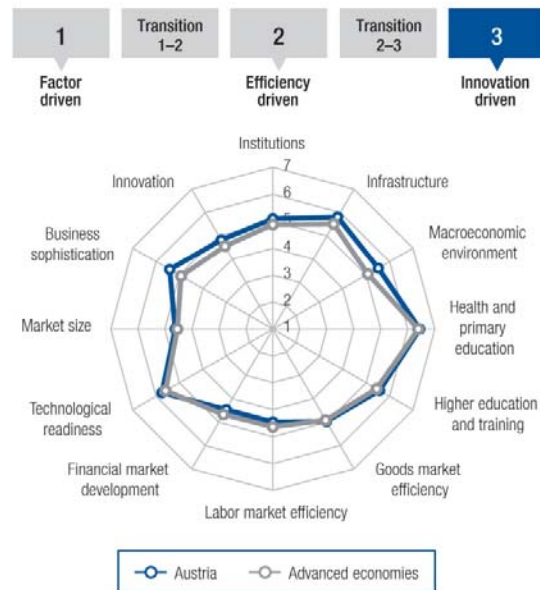 1
Transition
1–2
2
Transition
2–3
3
Factor
driven
Efficiency
driven
Innovation
driven
Institutions
7
6
5
4
3
2
1
Infrastructure
Macroeconomic
environment
Health and
primary
education
Higher education
and training
Goods market
efficiency
Labor market efficiency
Financial market
development
Technological
readiness
Market size
Business
sophistication
Innovation
Austria
Advanced economies